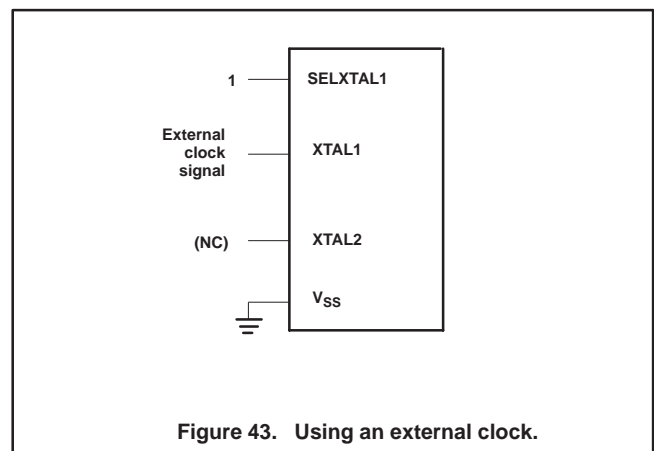 1 SELXTAL1
External
clock
signal
XTAL1
(NC) XTAL2
VSS
Figure 43. Using an external clock.